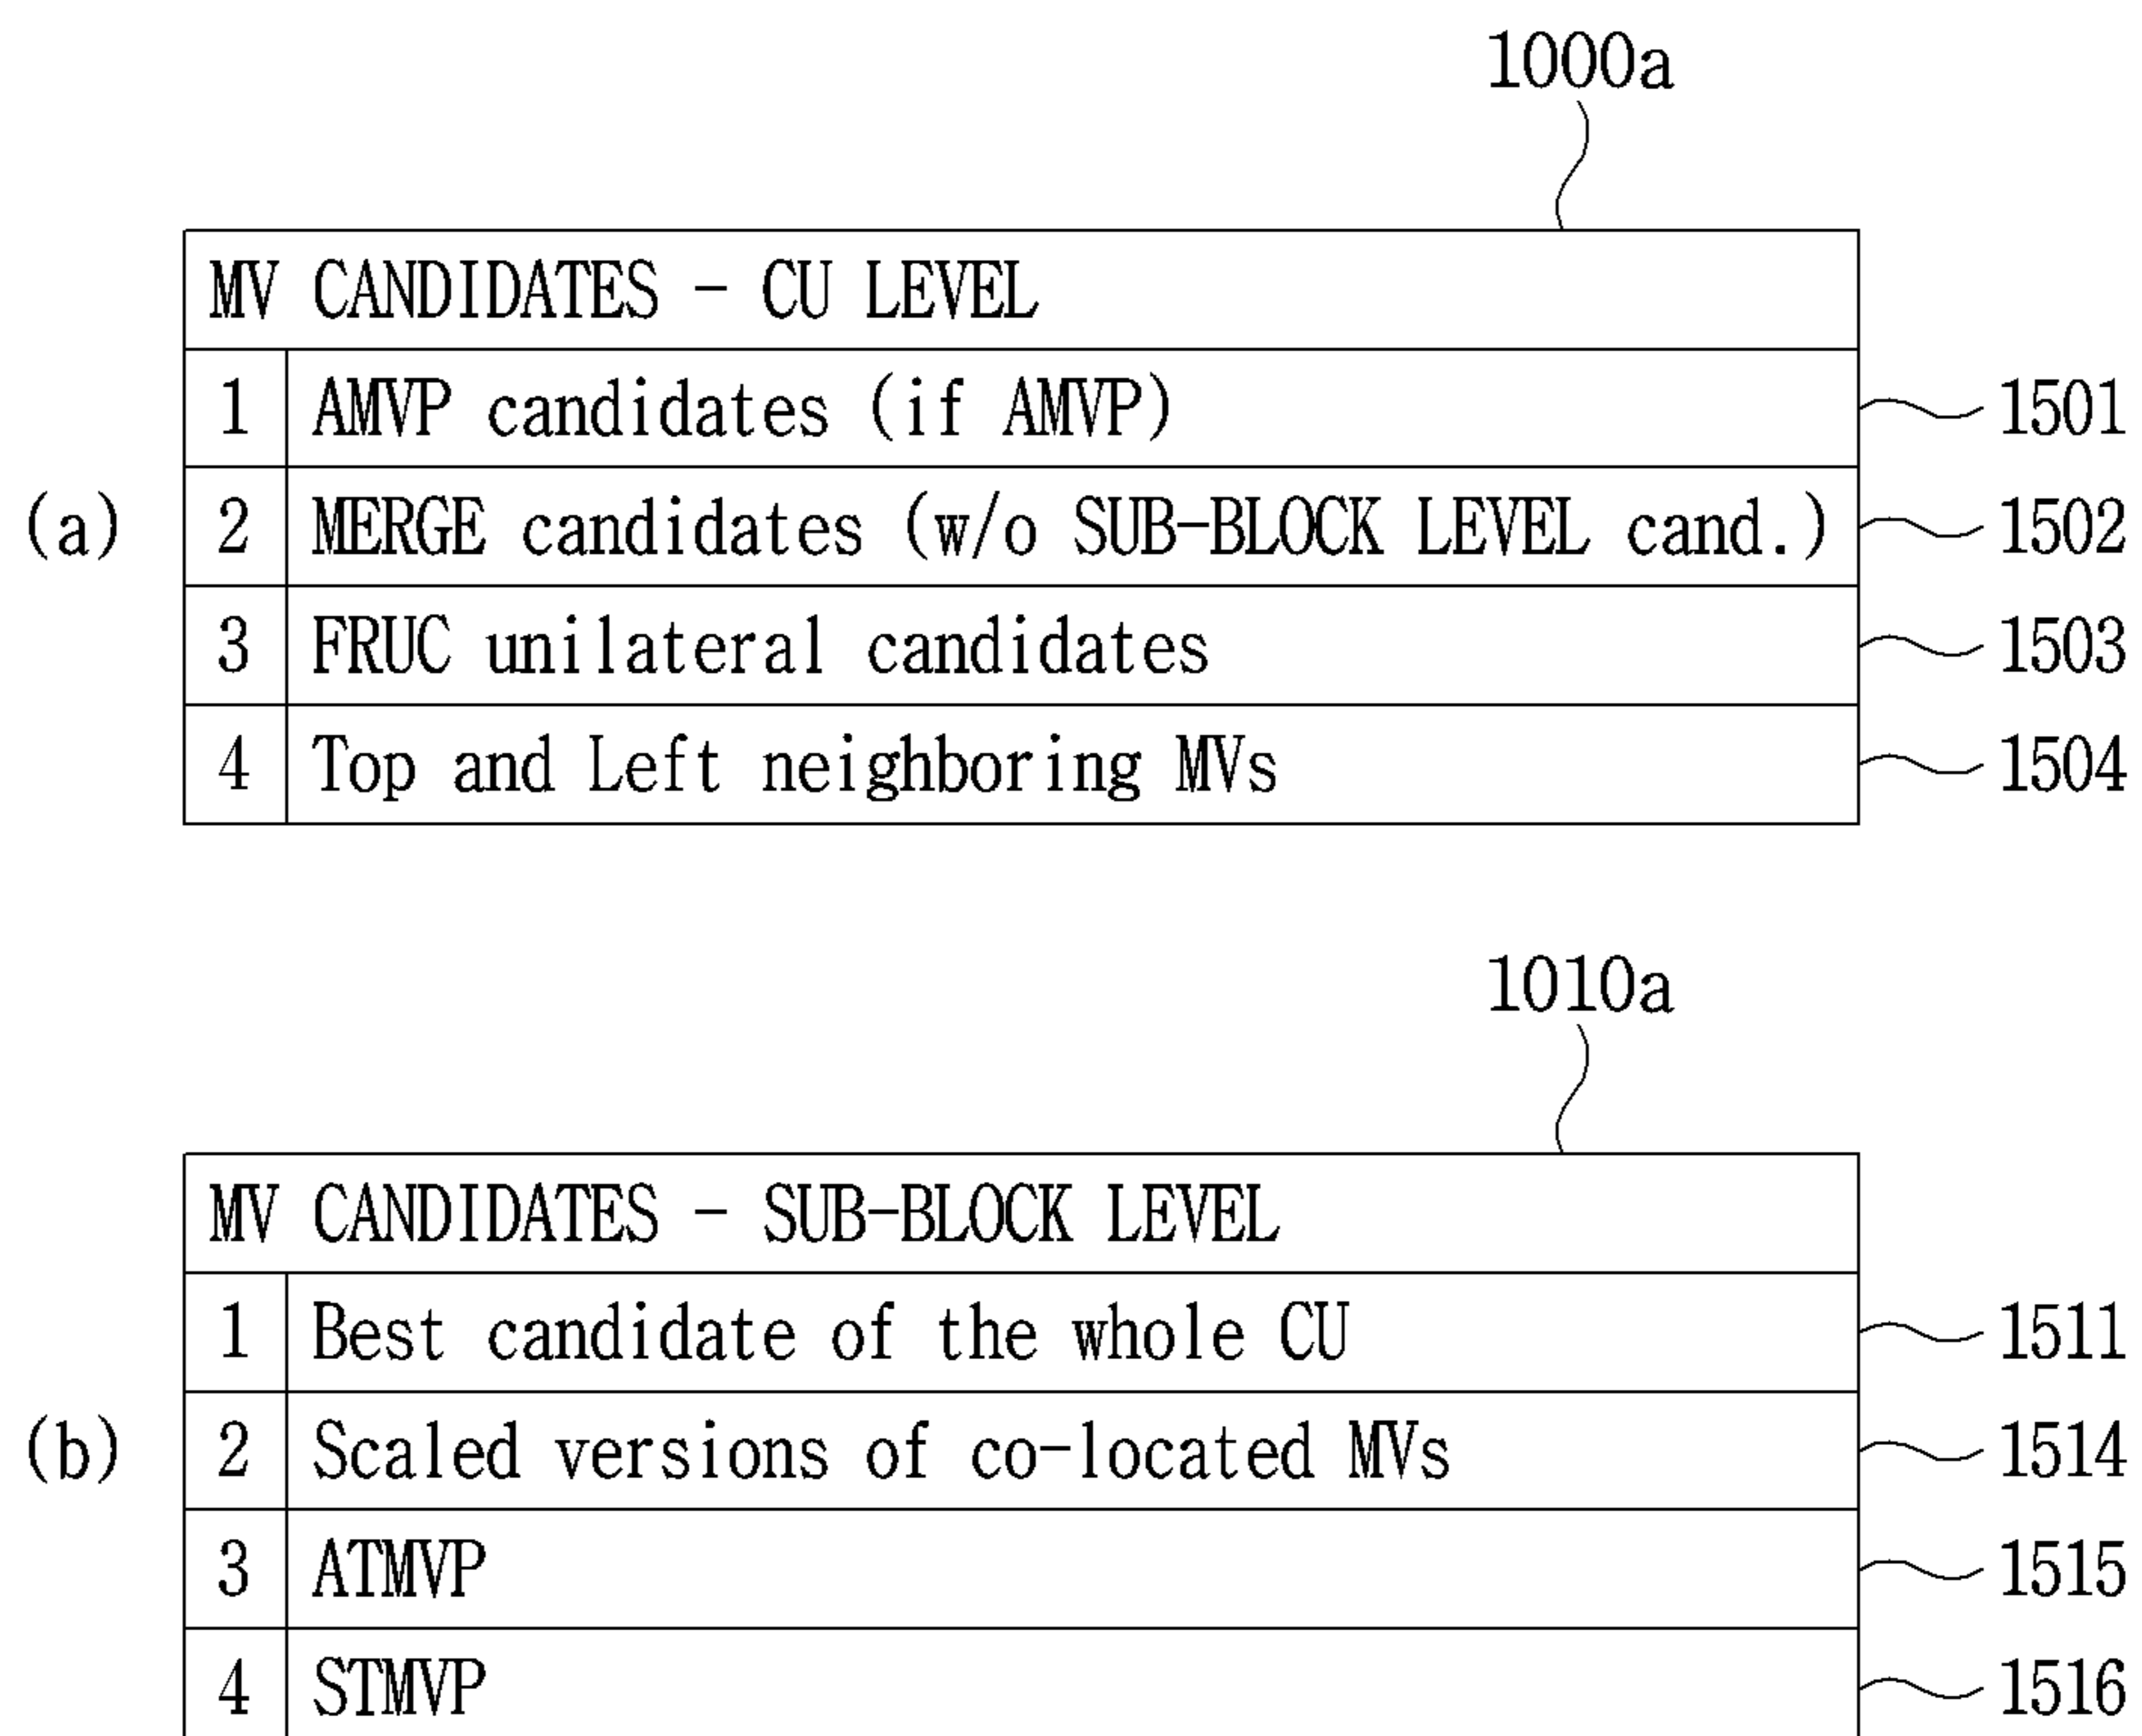 1000a
MV CANDIDATES - CU LEVEL
1 AMVP candidates (if AMVP) 1501
(a) 2 MERGE candidates (w/o SUB-BLOCK LEVEL cand.) 1502
3 FRUC unilateral candidates 1503
4 Top and Left neighboring MVs 1504
1010a
MV CANDIDATES - SUB-BLOCK LEVEL
1 Best candidate of the whole CU 1511
(b) 2 Scaled versions of co-located MVs 1514
3 ATMVP 1515
4 STMVP 1516